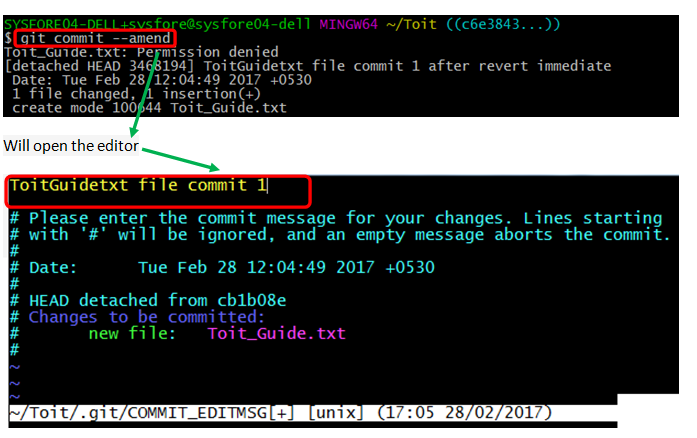 SYSFORE04-DELL+sysfore@sysfore04-dell MINGW64 ~/Toit ((c6e3843...))
$ git commit --amend
Toit_Guide.txt: Permission denied
[detached HEAD 3468194] ToitGuidetxt file commit 1 after revert immediate
Date: Tue Feb 28 12:04:49 2017 +0530
1 file changed, 1 insertion(+)
create mode 100644 Toit_Guide.txt
Will open the editor
ToitGuidetxt file commit 1
# Please enter the commit message for your changes. Lines starting
# with '#' will be ignored, and an empty message aborts the commit.
#
# Date:      Tue Feb 28 12:04:49 2017 +0530
#
# HEAD detached from cb1b08e
# Changes to be committed:
#       new file:   Toit_Guide.txt
#
~
~
~
~/Toit/.git/COMMIT_EDITMSG[+] [unix] (17:05 28/02/2017)